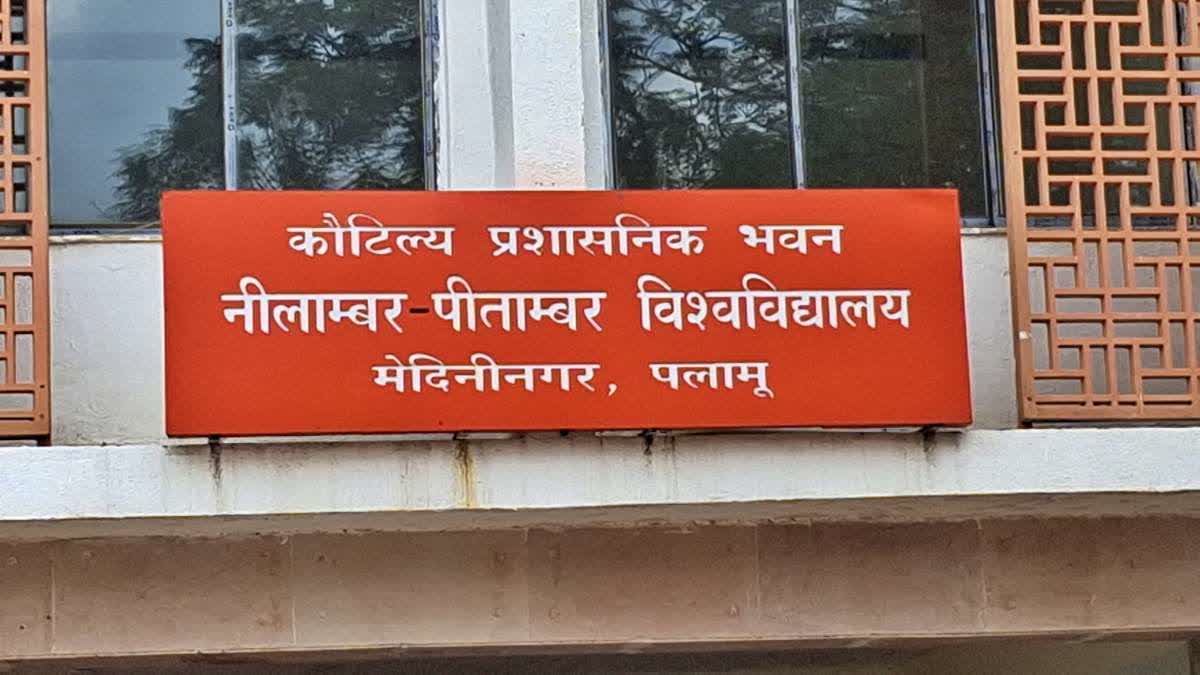 कौटिल्य प्रशासनिक भवन
नीलाम्बर-पीताम्बर विश्वविद्यालय
मेदिनीनगर, पलामू